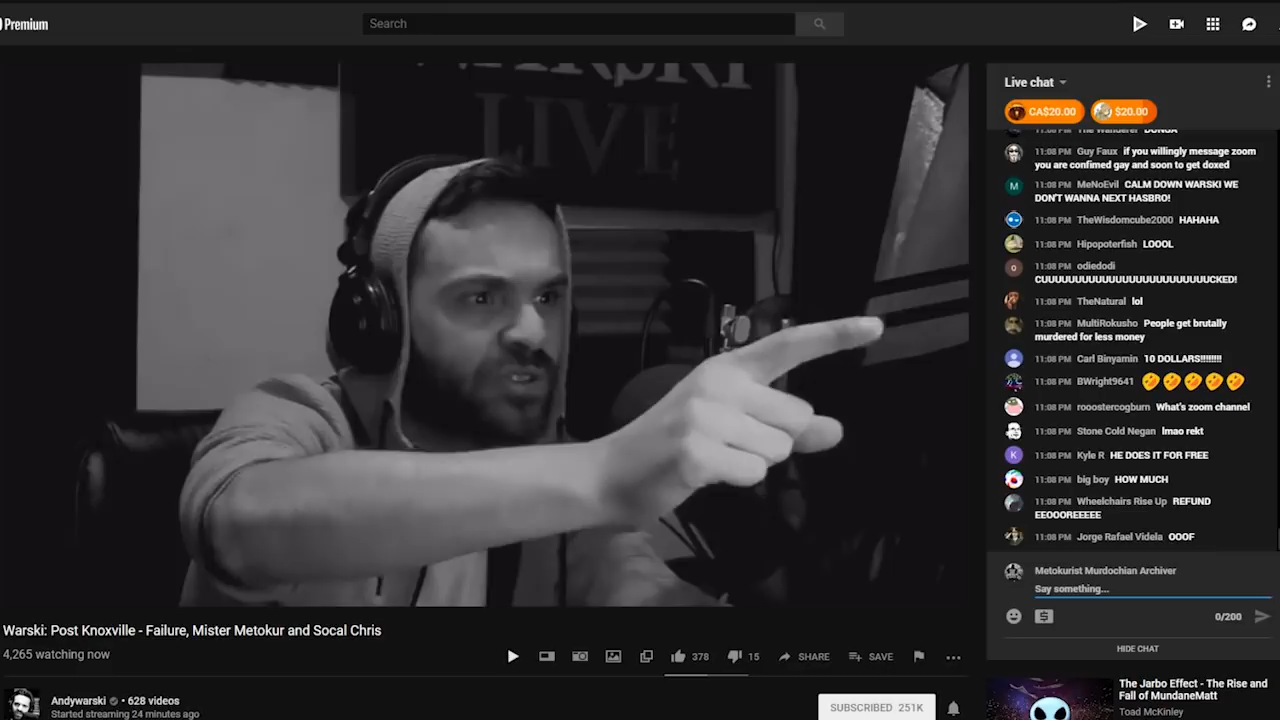 Premium
Search
WARSKI
LIVE
Live chat
CA$20.00
$20.00
11:08 PM The Wanderer
11:08 PM Guy Faux if you willingly message zoom
you are confimed gay and soon to get doxed
11:08 PM MeNoEvil CALM DOWN WARSKI WE
DON'T WANNA NEXT HASBRO!
11:08 PM TheWisdomcube2000 HAHAHA
11:08 PM Hipopoterfish LOOOL
11:08 PM odiedodi
CUUUUUUUUUUUUUUUUUUUUUUUCKED!
11:08 PM TheNatural lol
11:08 PM MultiRokusho People get brutally
murdered for less money
11:08 PM Carl Binyamin 10 DOLLARS!!!!!!!!
11:08 PM BWright9641
11:08 PM rooostercogburn What's zoom channel
11:08 PM Stone Cold Negan lmao rekt
11:08 PM Kyle R HE DOES IT FOR FREE
11:08 PM big boy HOW MUCH
11:08 PM Wheelchairs Rise Up REFUND
EEOOOREEEEE
11:08 PM Jorge Rafael Videla OOOF
Metokurist Murdochian Archiver
Say something...
0/200
HIDE CHAT
Warski: Post Knoxville - Failure, Mister Metokur and Socal Chris
4,265 watching now
378
15
SHARE
SAVE
Andywarski • 628 videos
Started streaming 24 minutes ago
SUBSCRIBED 251K
The Jarbo Effect - The Rise and
Fall of MundaneMatt
Toad McKinley